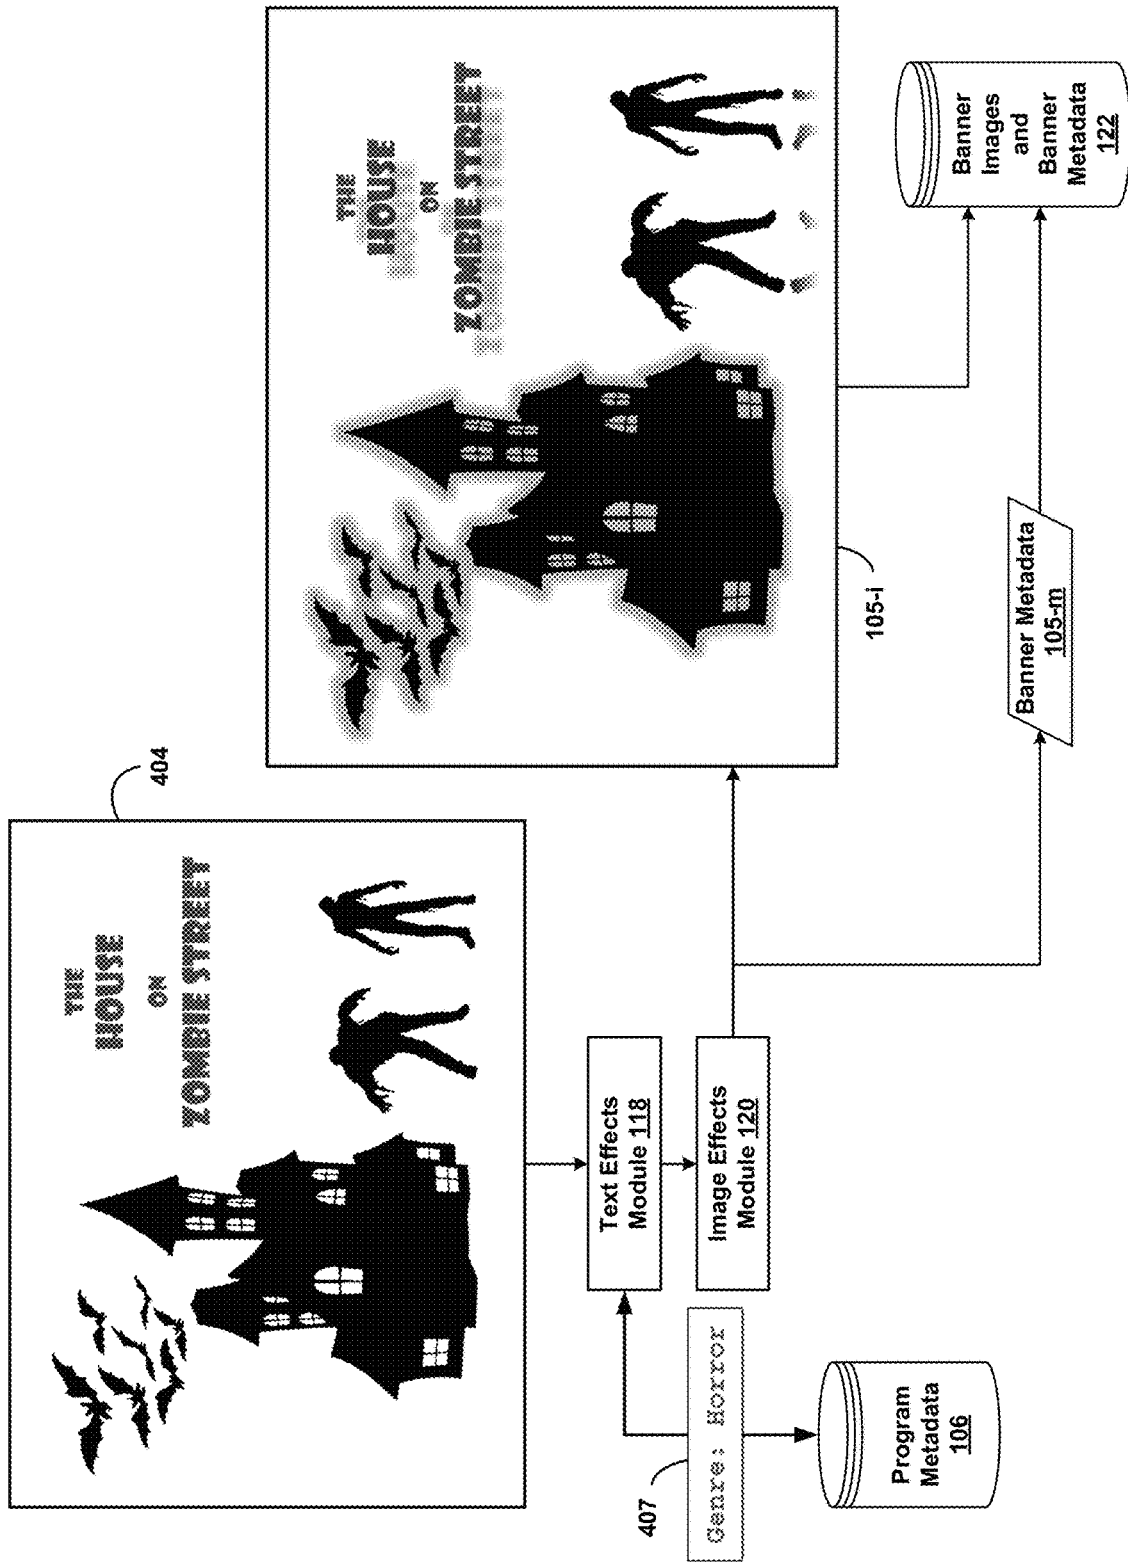 404
THE
HOUSE
ON
ZOMBIE STREET
THE
HOUSE
ON
ZOMBIE STREET
105-i
407
Genre: Horror
Text Effects
Module 118
Image Effects
Module 120
Program
Metadata
106
Banner Metadata
105-m
Banner
Images
and
Banner
Metadata
122